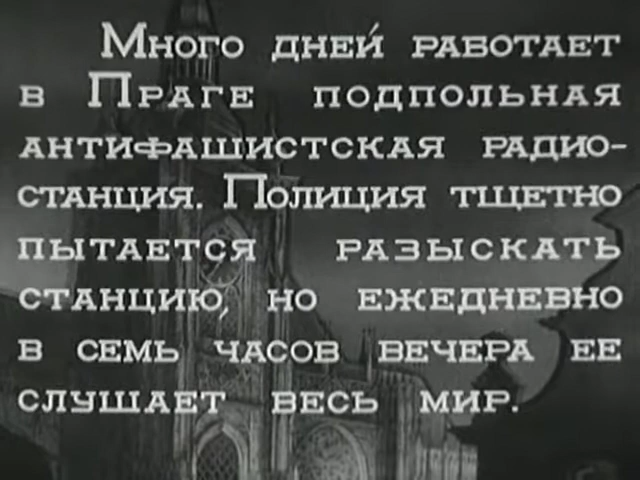 Много дней работает
в Праге подпольная
антифашистская радио-
станция. Полиция тщетно
пытается разыскать
станцию, но ежедневно
в семь часов вечера ее
слушает весь мир.